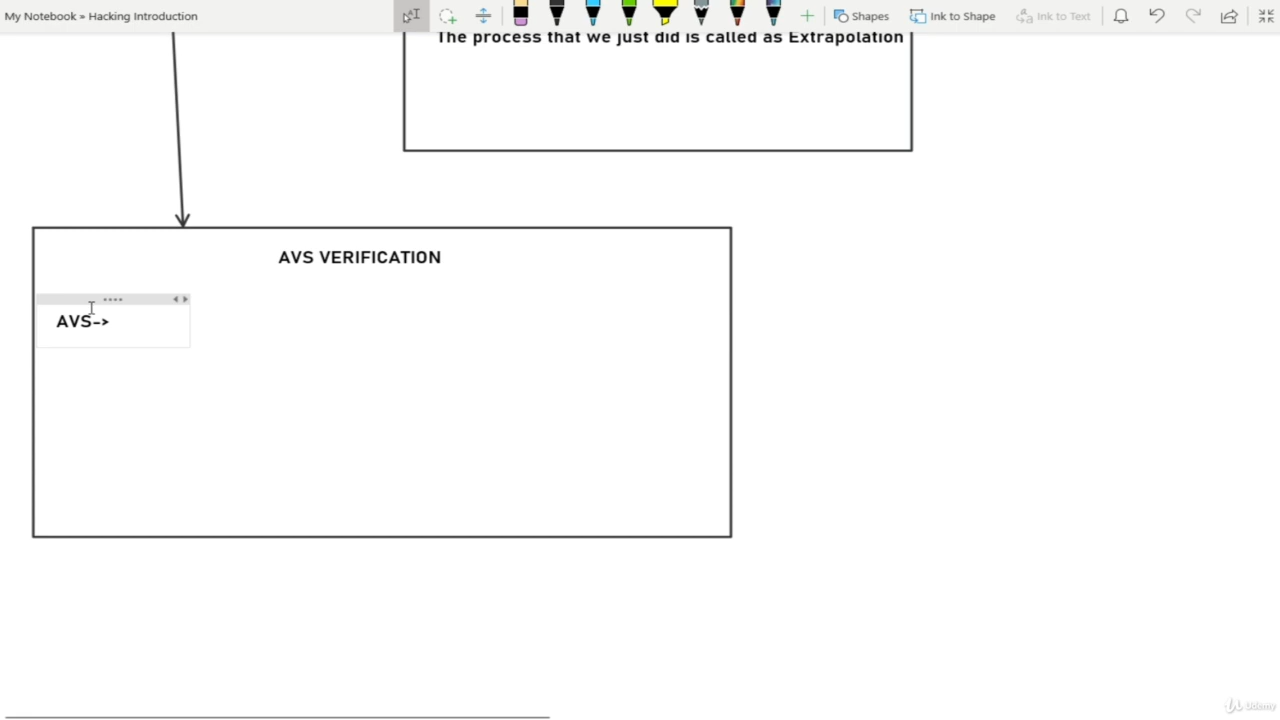 My Notebook » Hacking Introduction
Shapes
Ink to Shape
Ink to Text
The process that we just did is called as Extrapolation
AVS VERIFICATION
AVS->
Udemy